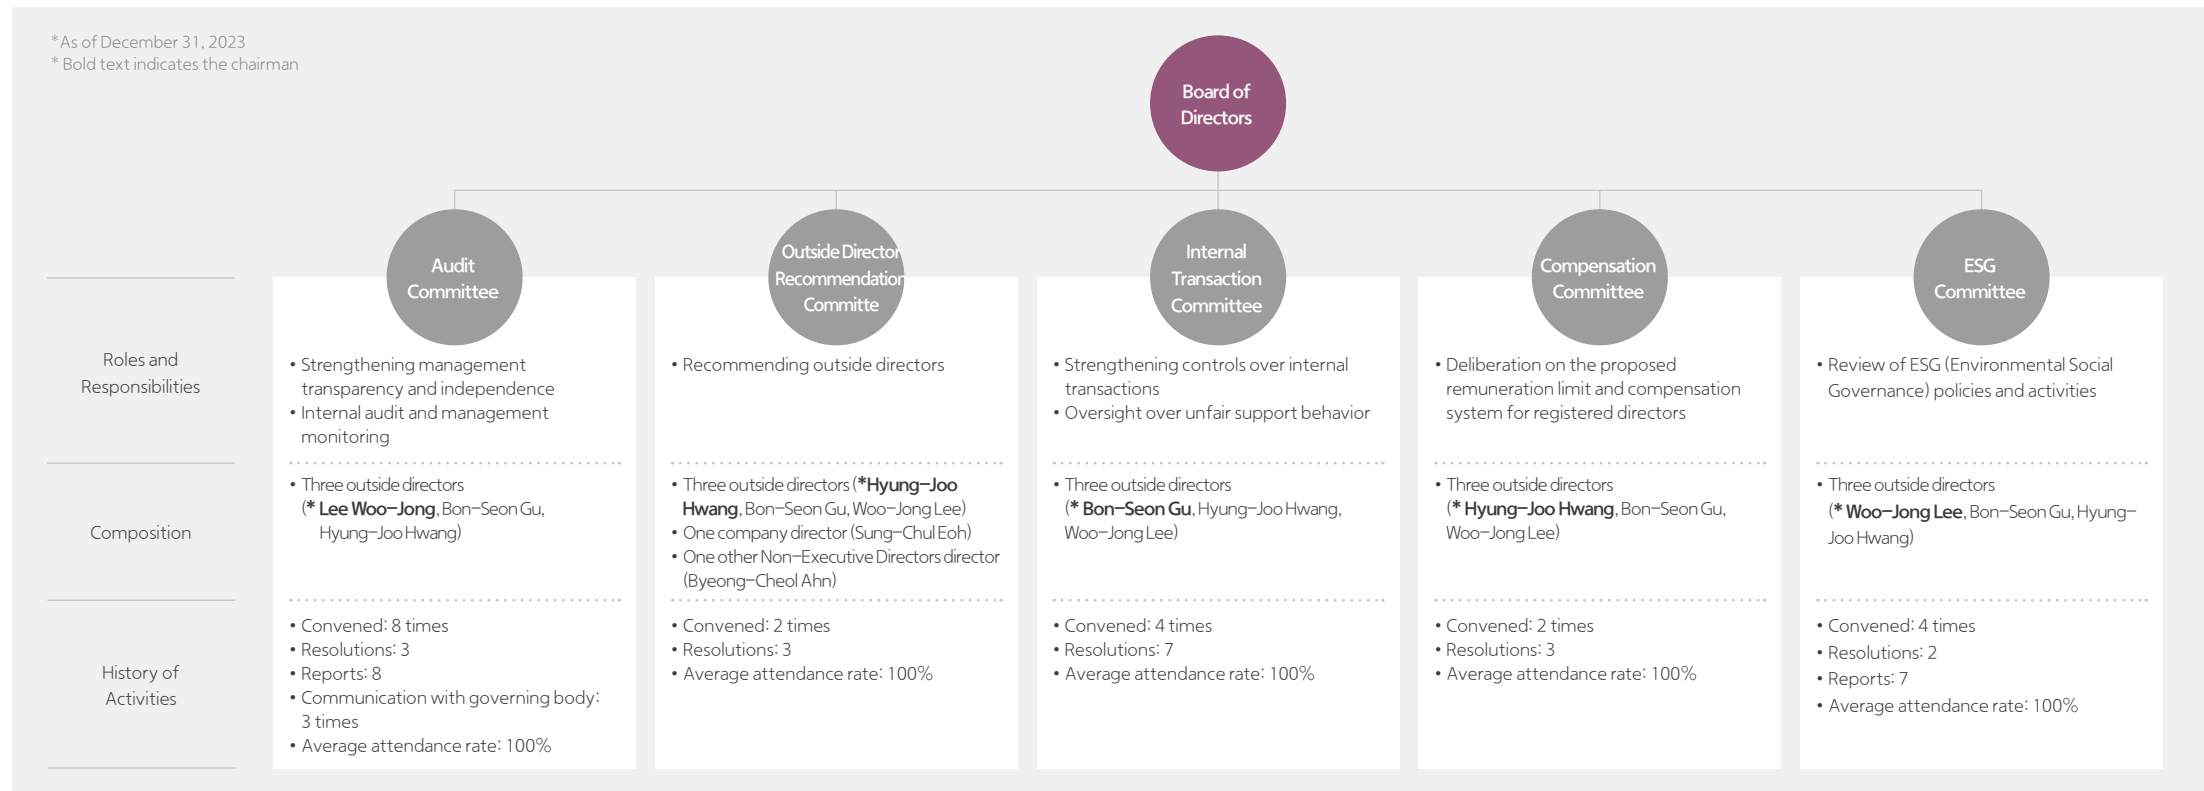 *As of December 31, 2023
* Bold text indicates the chairman
Board of
Directors
Audit
Committee
Outside Director
Recommendation
Committe
Internal
Transaction
Committee
Compensation
Committee
ESG
Committee
Roles and
Responsibilities
• Strengthening management
transparency and independence
• Internal audit and management
monitoring
• Recommending outside directors
• Strengthening controls over internal
transactions
• Oversight over unfair support behavior
• Deliberation on the proposed
remuneration limit and compensation
system for registered directors
• Review of ESG (Environmental Social
Governance) policies and activities
Composition
• Three outside directors
(* Lee Woo-Jong, Bon-Seon Gu,
Hyung-Joo Hwang)
• Three outside directors (*Hyung-Joo
Hwang, Bon-Seon Gu, Woo-Jong Lee)
• One company director (Sung-Chul Eoh)
• One other Non-Executive Directors director
(Byeong-Cheol Ahn)
• Three outside directors
(* Bon-Seon Gu, Hyung-Joo Hwang,
Woo-Jong Lee)
• Three outside directors
(* Hyung-Joo Hwang, Bon-Seon Gu,
Woo-Jong Lee)
• Three outside directors
(* Woo-Jong Lee, Bon-Seon Gu, Hyung-
Joo Hwang)
History of
Activities
• Convened: 8 times
• Resolutions: 3
• Reports: 8
• Communication with governing body:
3 times
• Average attendance rate: 100%
• Convened: 2 times
• Resolutions: 3
• Average attendance rate: 100%
• Convened: 4 times
• Resolutions: 7
• Average attendance rate: 100%
• Convened: 2 times
• Resolutions: 3
• Average attendance rate: 100%
• Convened: 4 times
• Resolutions: 2
• Reports: 7
• Average attendance rate: 100%